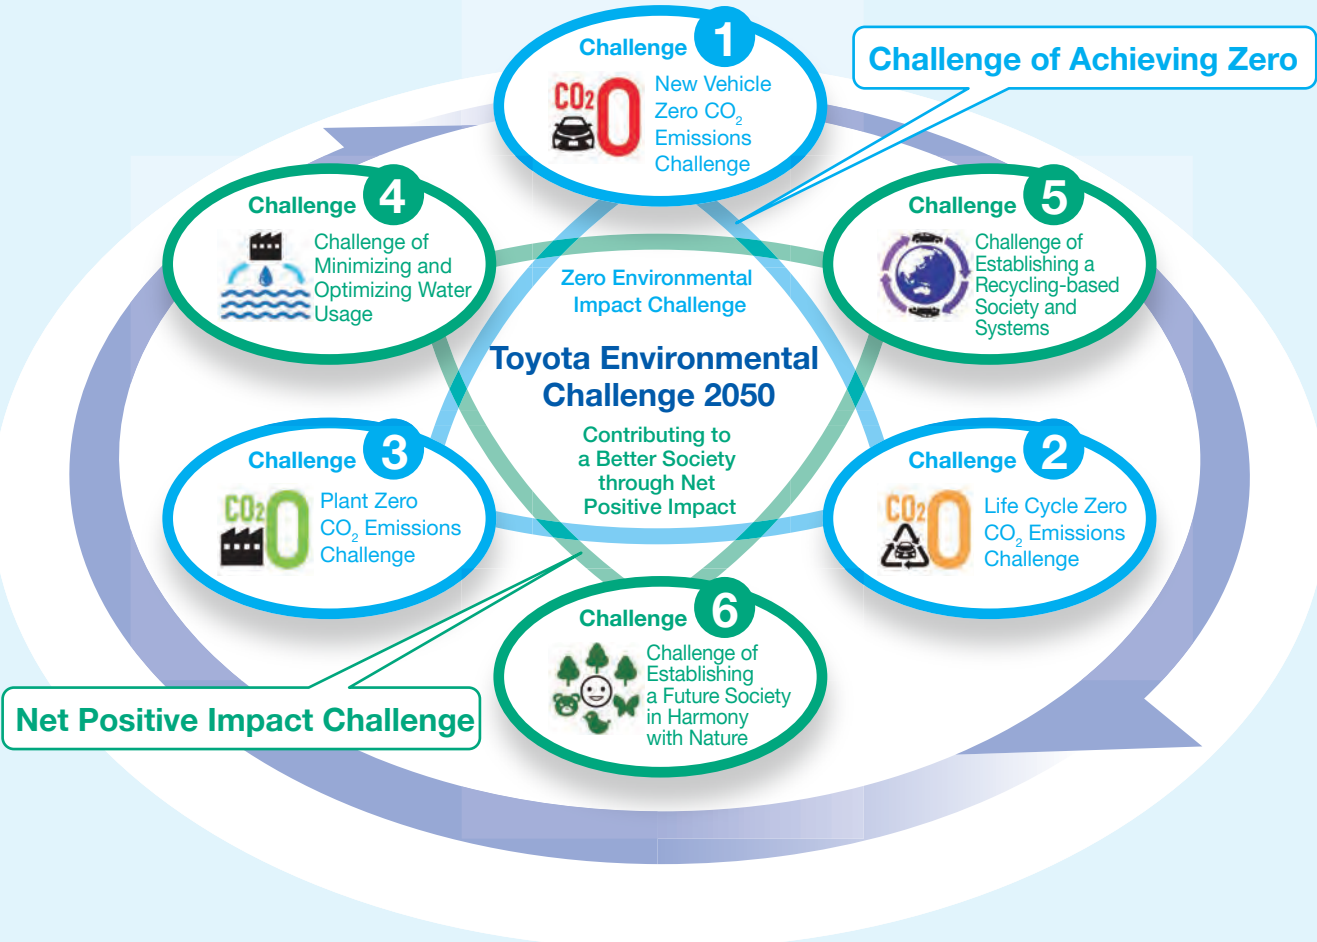 Challenge 1
CO₂ 0
New Vehicle
Zero CO₂
Emissions
Challenge
Challenge of Achieving Zero
Challenge 4
Challenge of
Minimizing and
Optimizing Water
Usage
Challenge 5
Challenge of
Establishing a
Recycling-based
Society and
Systems
Zero Environmental
Impact Challenge
Toyota Environmental
Challenge 2050
Contributing to
a Better Society
through Net
Positive Impact
Challenge 3
CO₂ 0
Plant Zero
CO₂ Emissions
Challenge
Challenge 2
CO₂ 0
Life Cycle Zero
CO₂ Emissions
Challenge
Challenge 6
Challenge of
Establishing
a Future Society
in Harmony
with Nature
Net Positive Impact Challenge